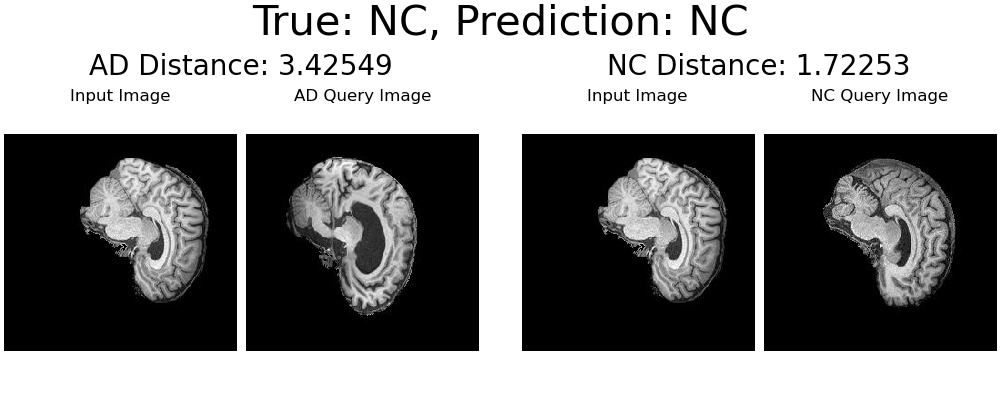 True: NC, Prediction: NC
AD Distance: 3.42549
NC Distance: 1.72253
Input Image
AD Query Image
Input Image
NC Query Image